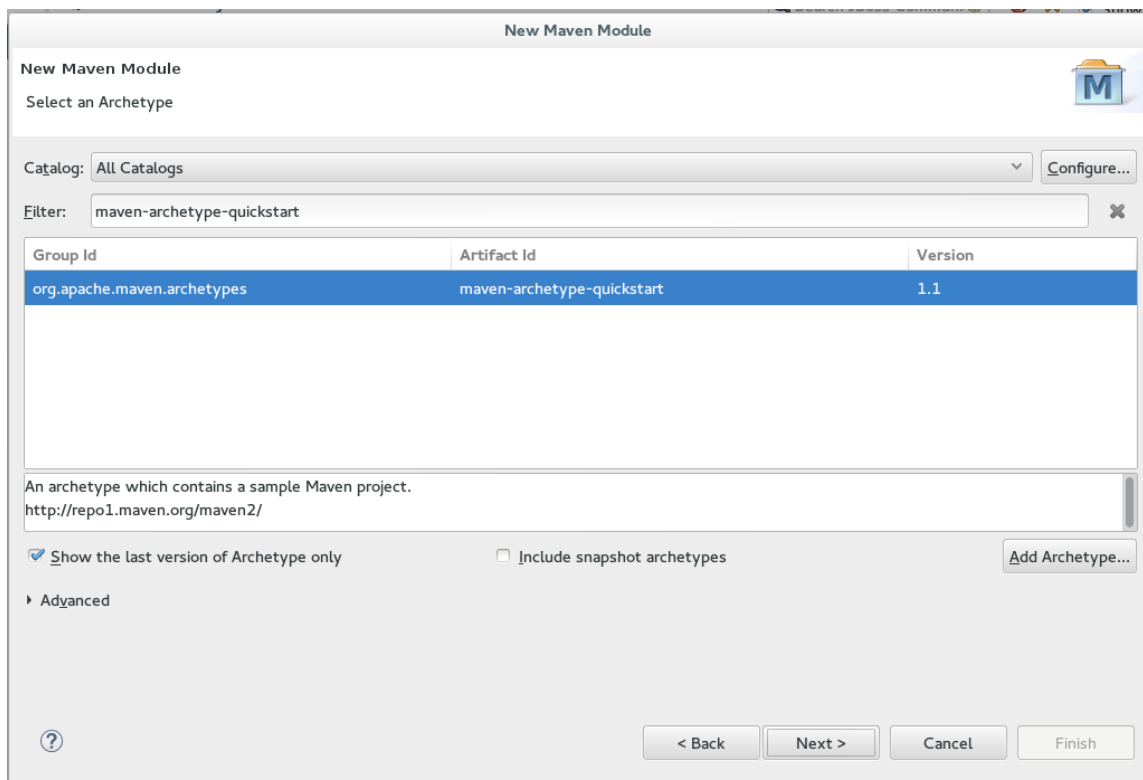 New Maven Module
New Maven Module
Select an Archetype
M
Catalog: All Catalogs Configure...
Filter: maven-archetype-quickstart
Group Id Artifact Id Version
org.apache.maven.archetypes maven-archetype-quickstart 1.1
An archetype which contains a sample Maven project.
http://repo1.maven.org/maven2/
Show the last version of Archetype only Include snapshot archetypes Add Archetype...
Advanced
? < Back Next > Cancel Finish